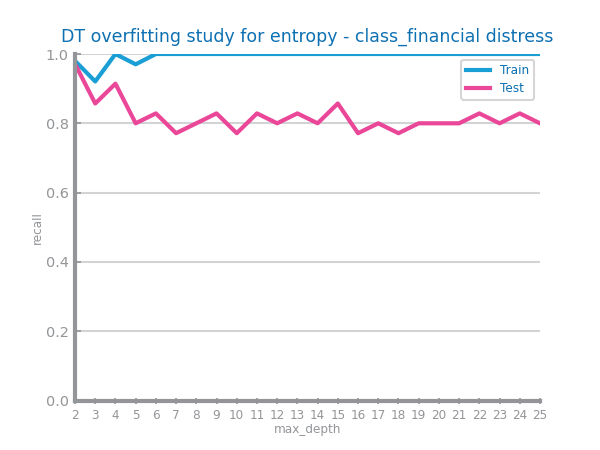 DT overfitting study for entropy - class_financial distress
1.0
Train
Test
0.8
0.6
recall
0.4
0.2
0.0
2 3 4 5 6 7 8 9 10 11 12 13 14 15 16 17 18 19 20 21 22 23 24 25
max_depth